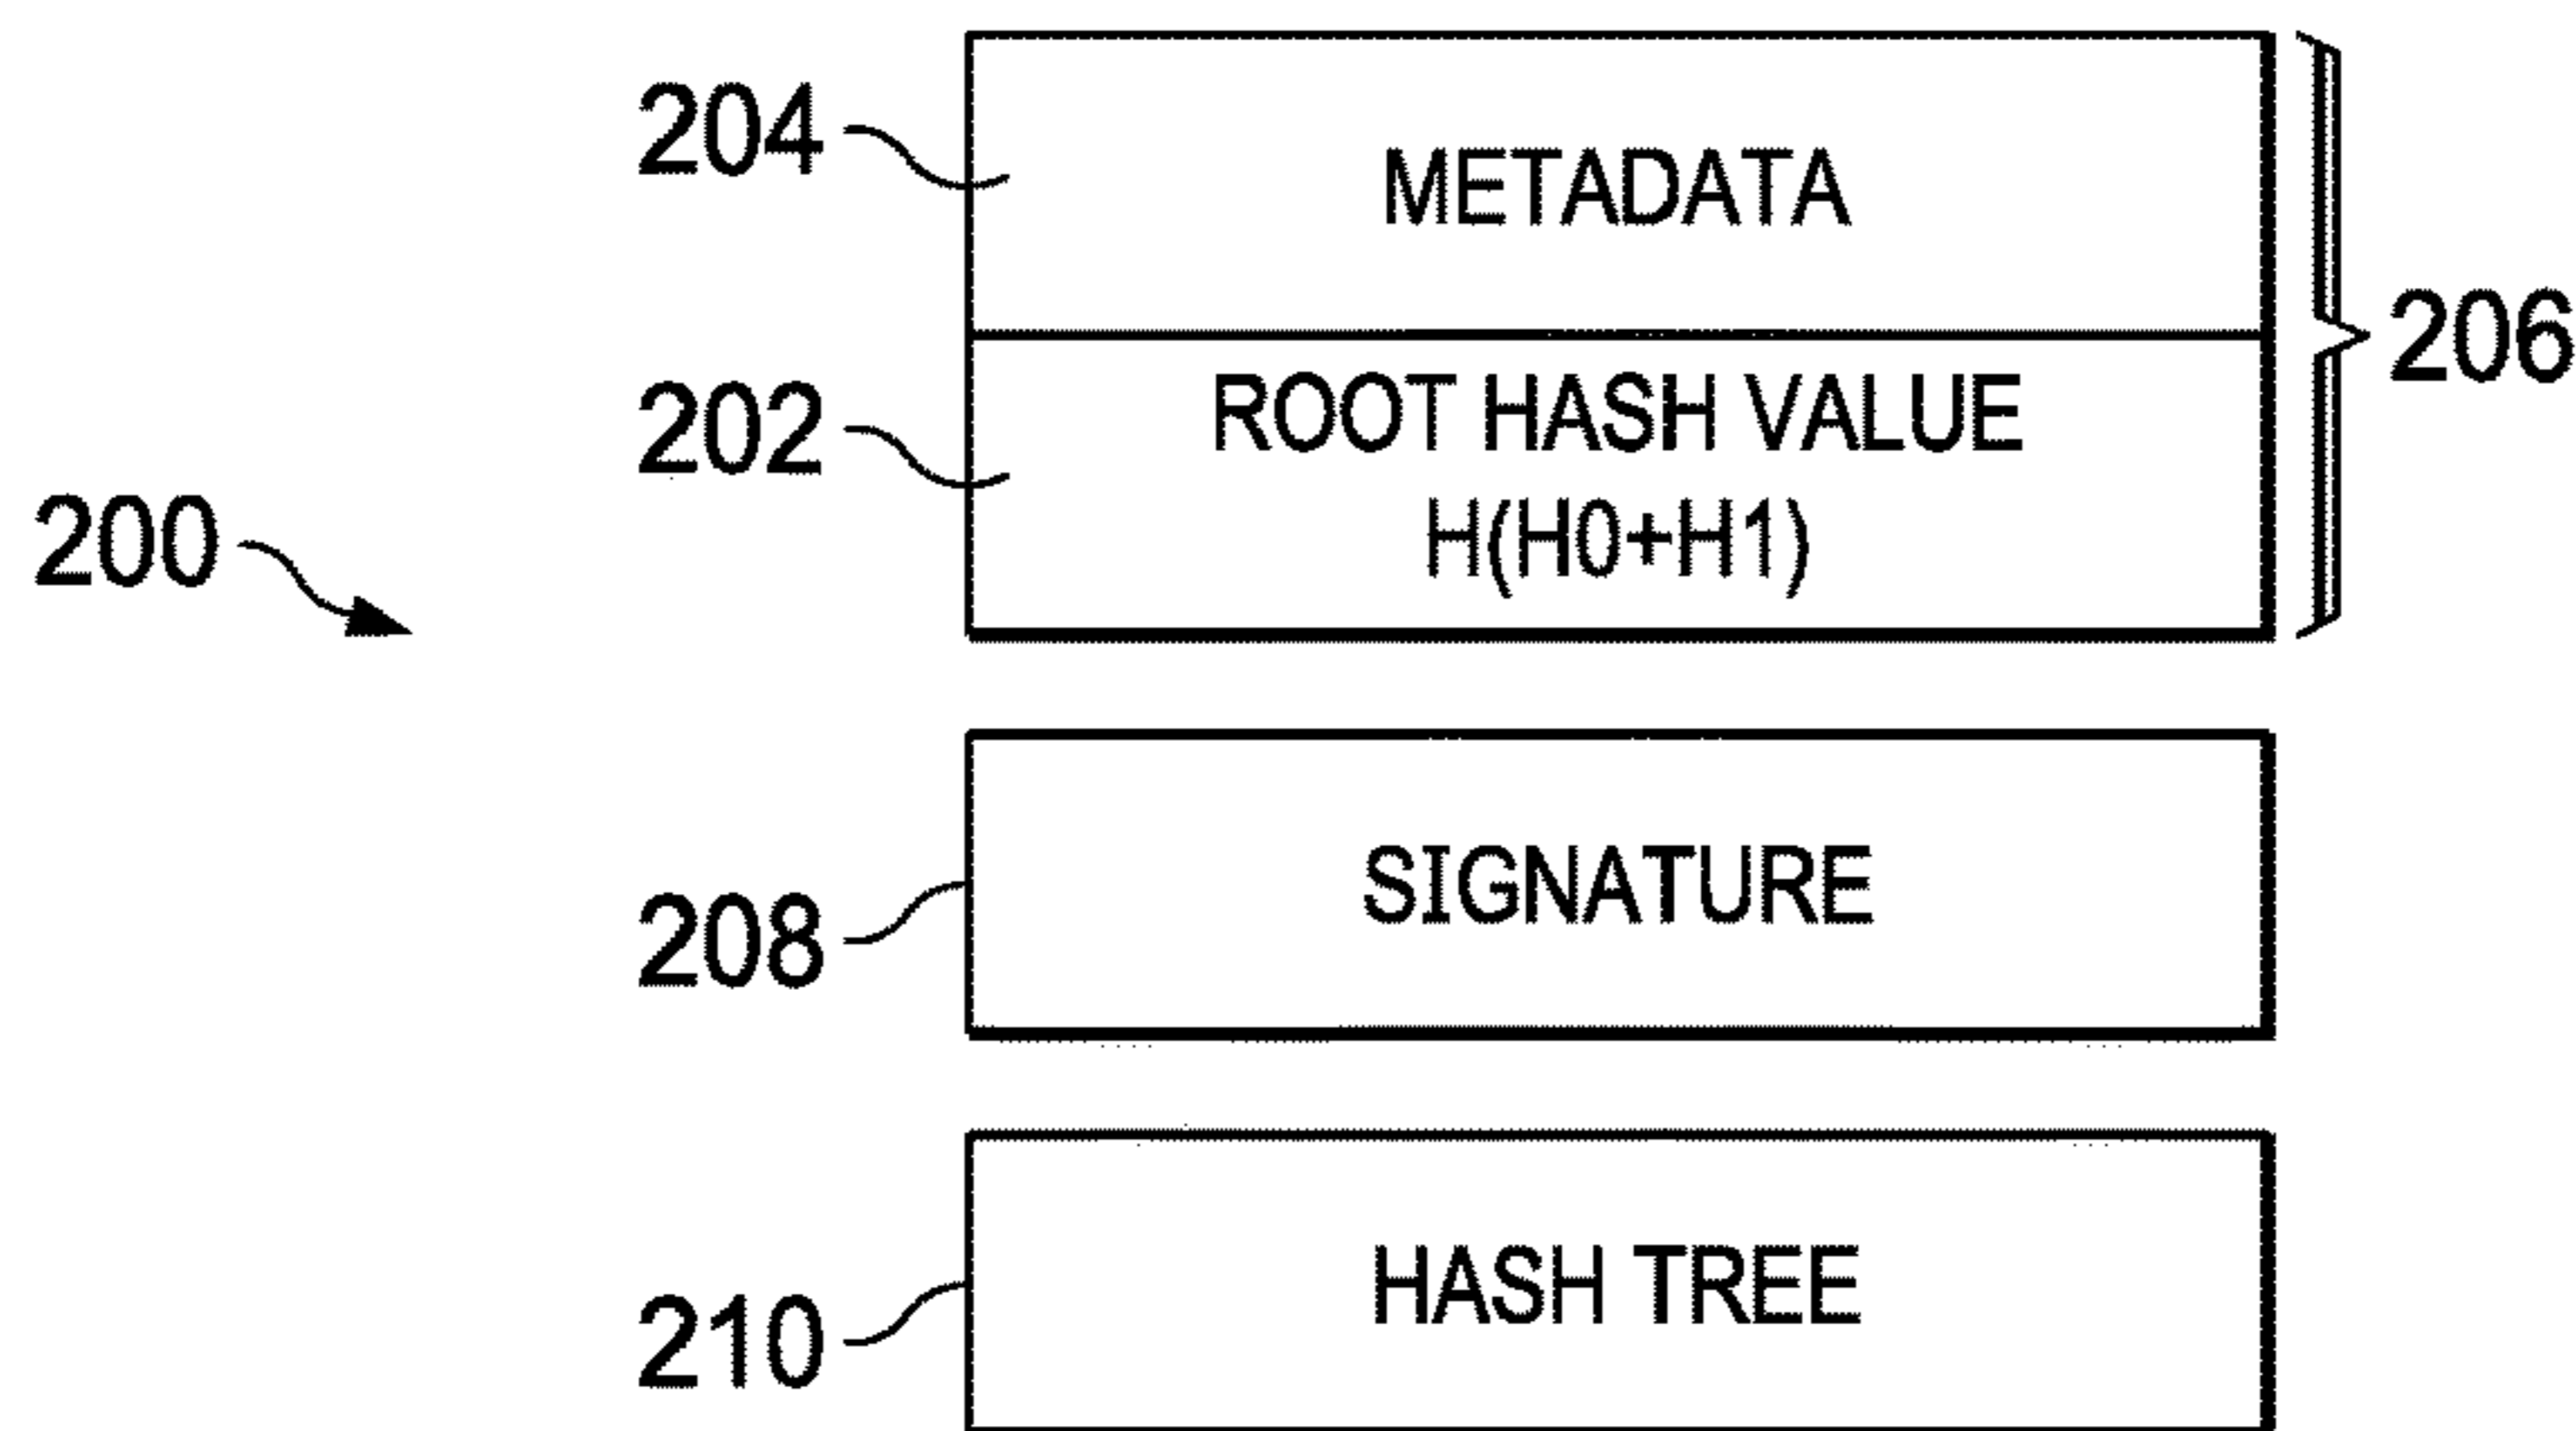 204
METADATA
206
202
ROOT HASH VALUE
H(H0+H1)
200
208
SIGNATURE
210
HASH TREE